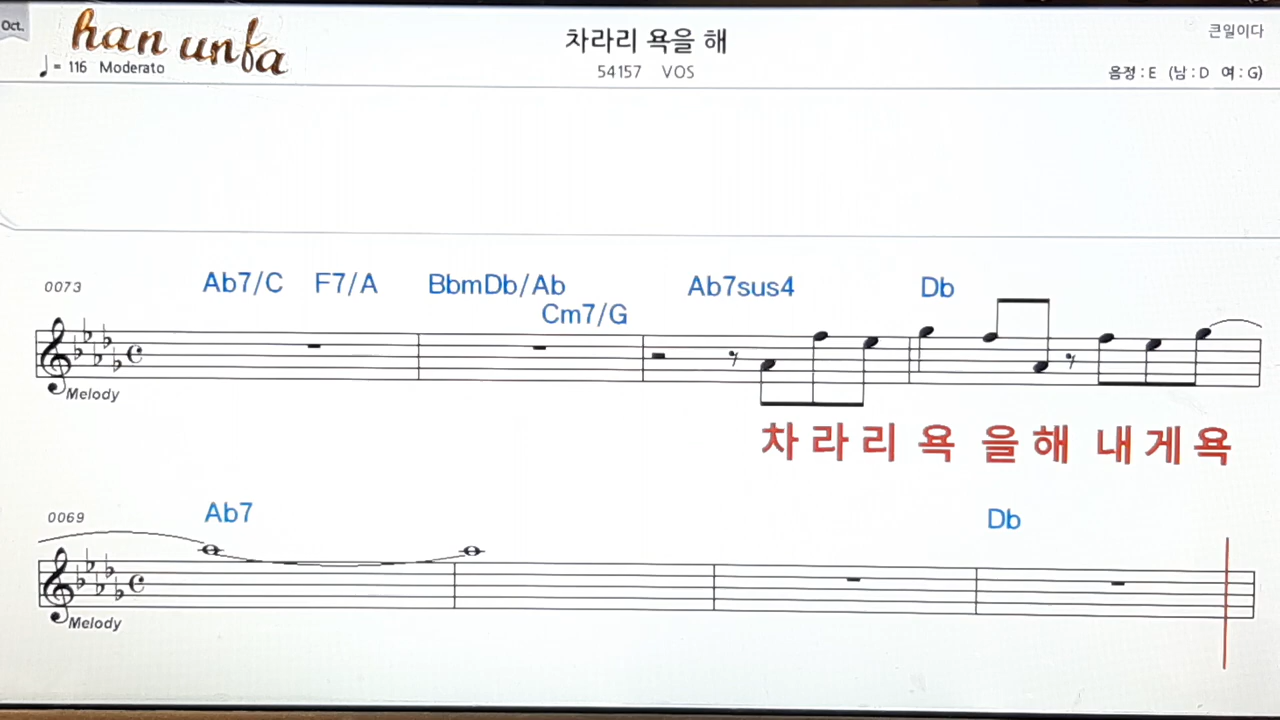 Oct.
han unfa
차라리 욕을 해
큰일이다
= 116 Moderato
54157 VOS
음정 : E (남 : D 여 : G)
0073
Ab7/C F7/A BbmDb/Ab Ab7sus4 Db
Cm7/G
Melody
차 라 리 욕 을 해 내 게 욕
0069
Ab7 Db
Melody